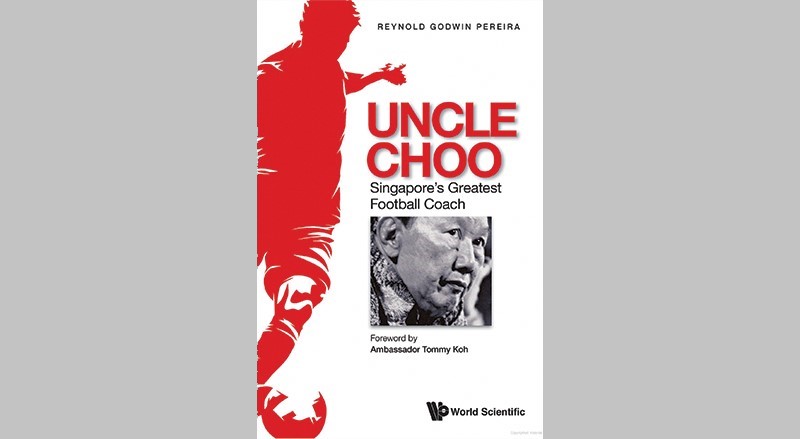 REYNOLD GODWIN PEREIRA
UNCLE
CHOO
Singapore's Greatest
Football Coach
Foreword by
Ambassador Tommy Koh
World Scientific